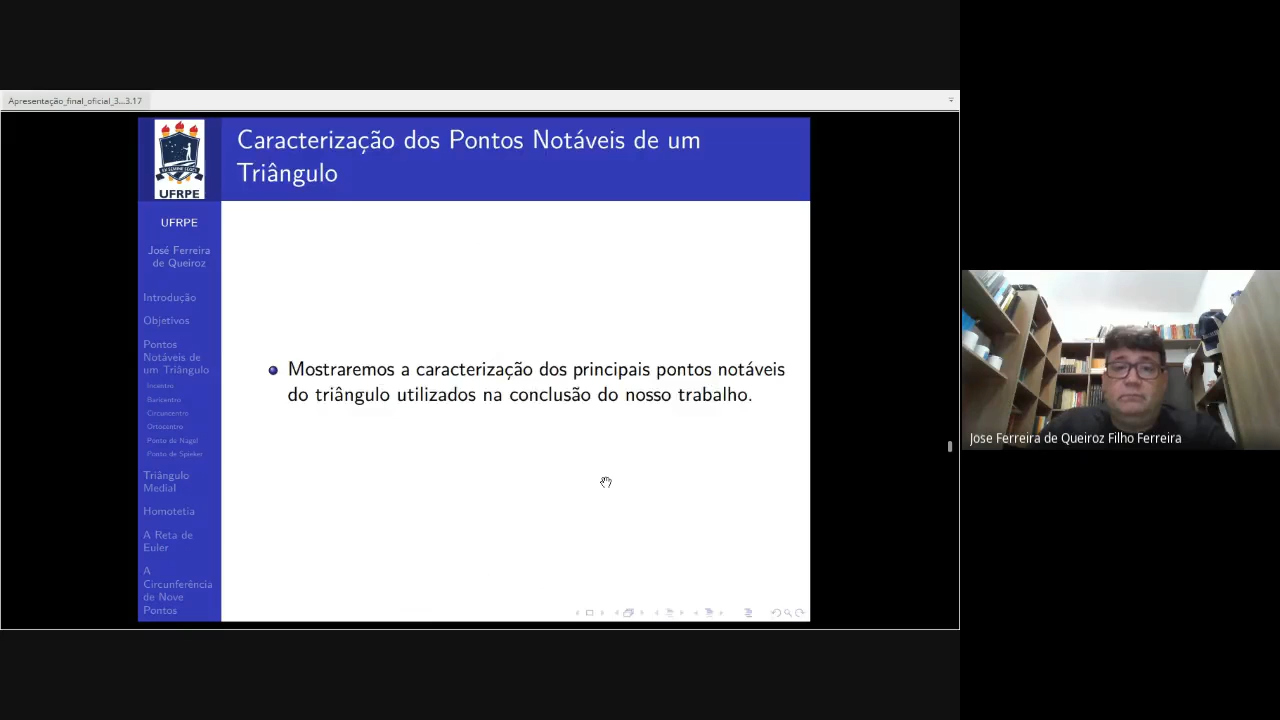 Apresentação_final_oficial_3...3.17
Caracterização dos Pontos Notáveis de um
Triângulo
UFRPE
UFRPE
José Ferreira
de Queiroz
Introdução
Objetivos
Pontos
Notáveis de
um Triângulo
Incentro
Baricentro
Circuncentro
Ortocentro
Ponto de Nagel
Ponto de Spieker
Triângulo
Medial
Homotetia
A Reta de
Euler
A
Circunferência
de Nove
Pontos
Mostraremos a caracterização dos principais pontos notáveis
do triângulo utilizados na conclusão do nosso trabalho.
Jose Ferreira de Queiroz Filho Ferreira